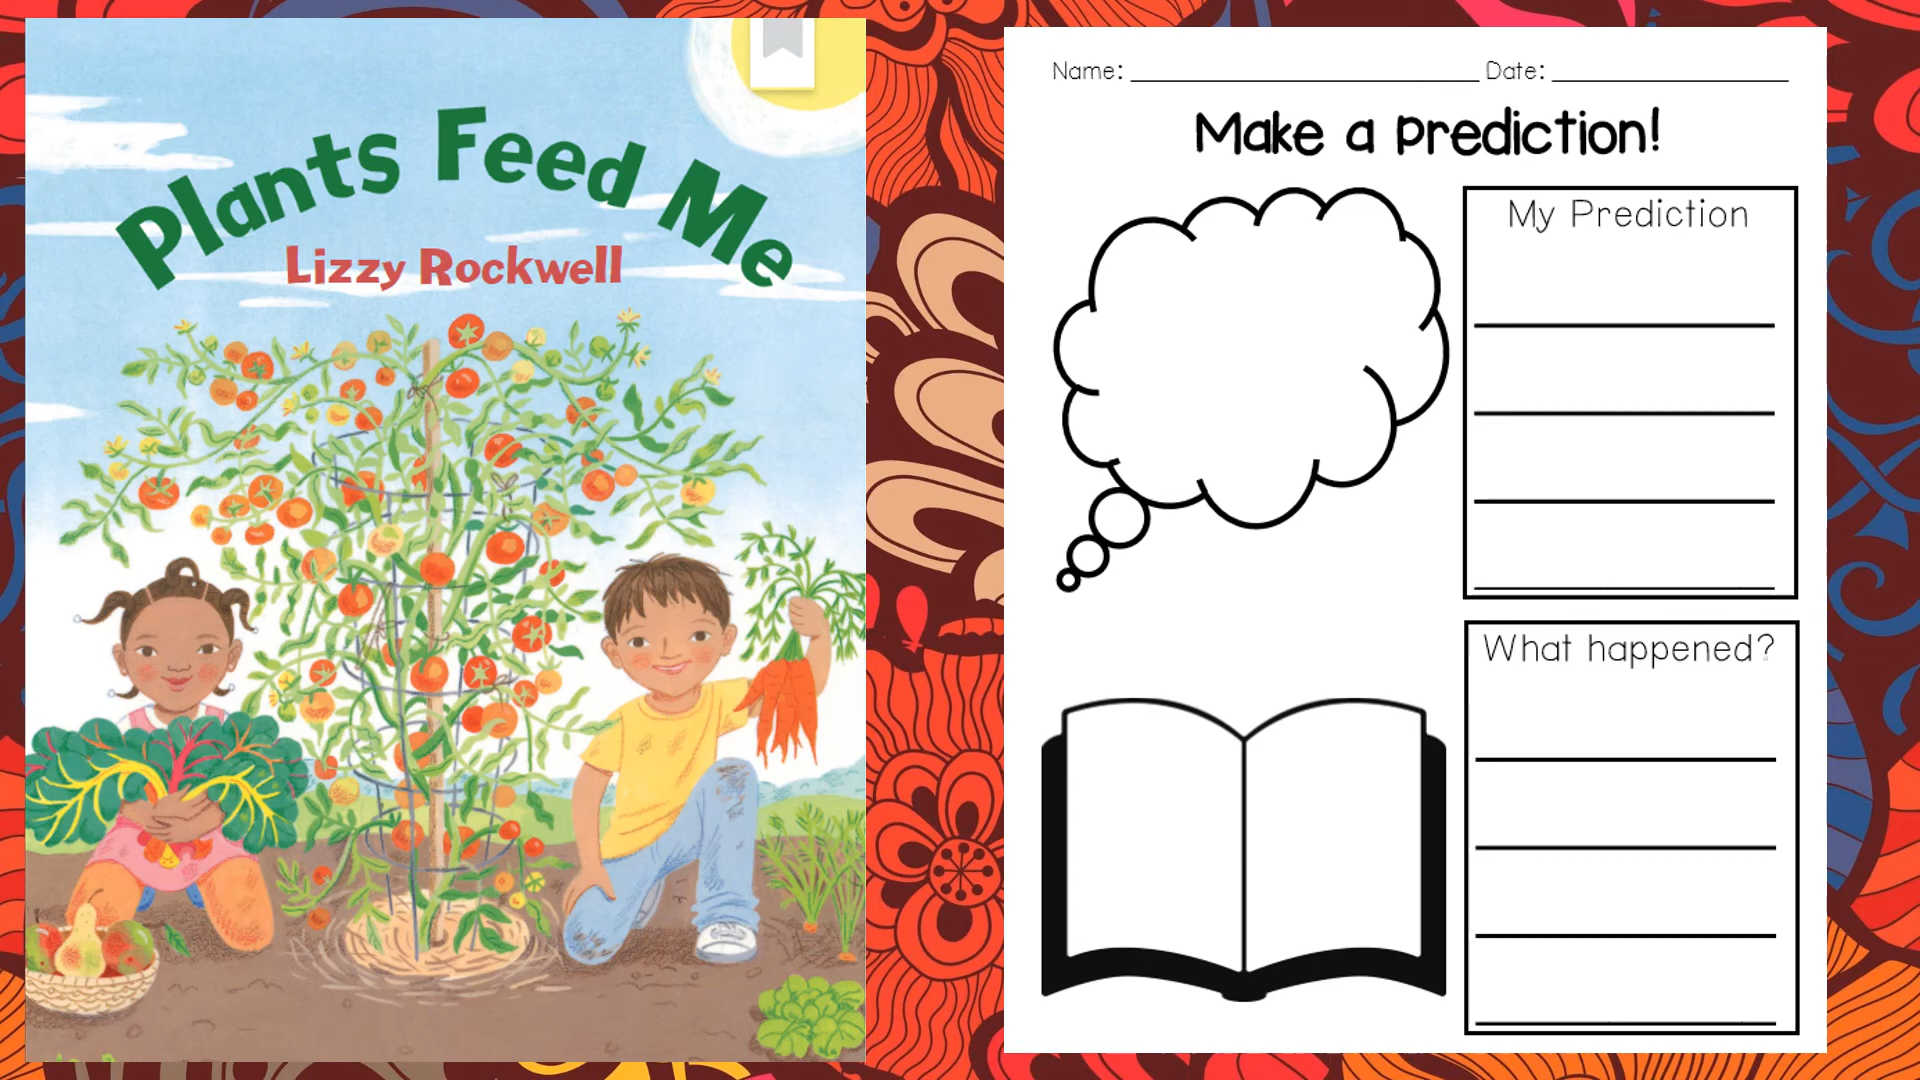 Plants Feed Me
Lizzy Rockwell
Name: Date:
Make a prediction!
My Prediction
What happened?